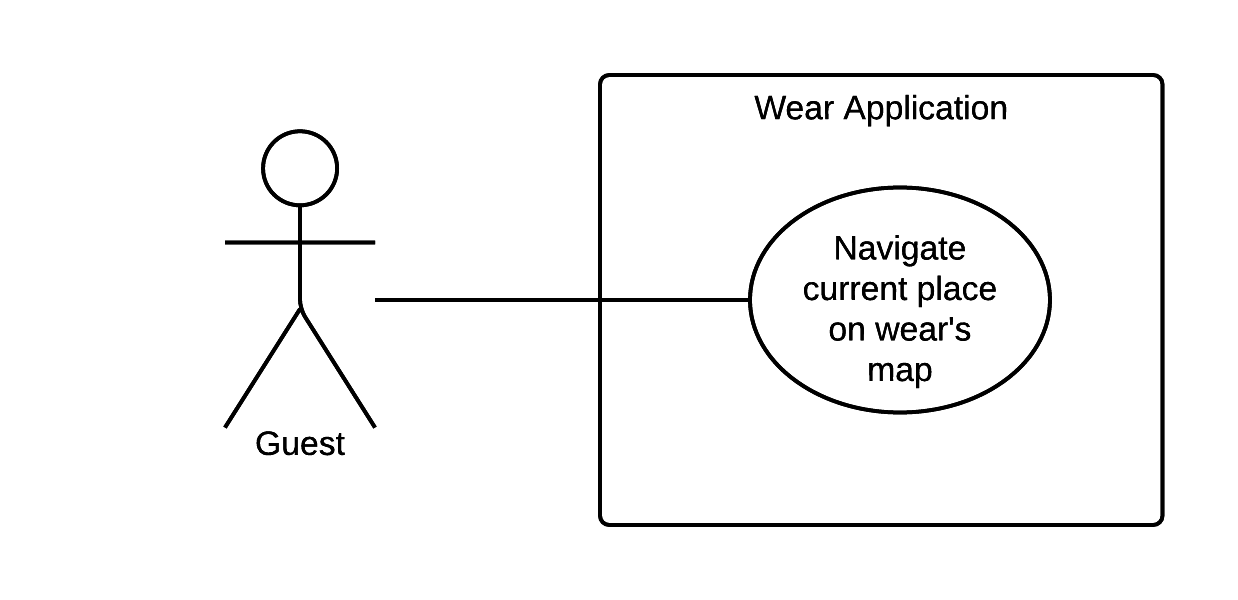 Wear Application
Navigate
current place
on wear's
map
Guest